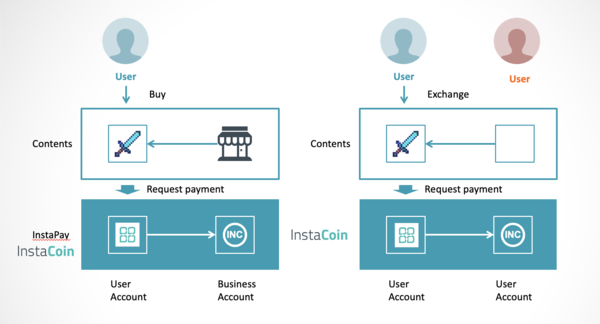 User
Buy
Contents
Request payment
InstaPay
InstaCoin
INC
User
Account
Business
Account
User
User
Exchange
Contents
Request payment
InstaCoin
INC
User
Account
User
Account